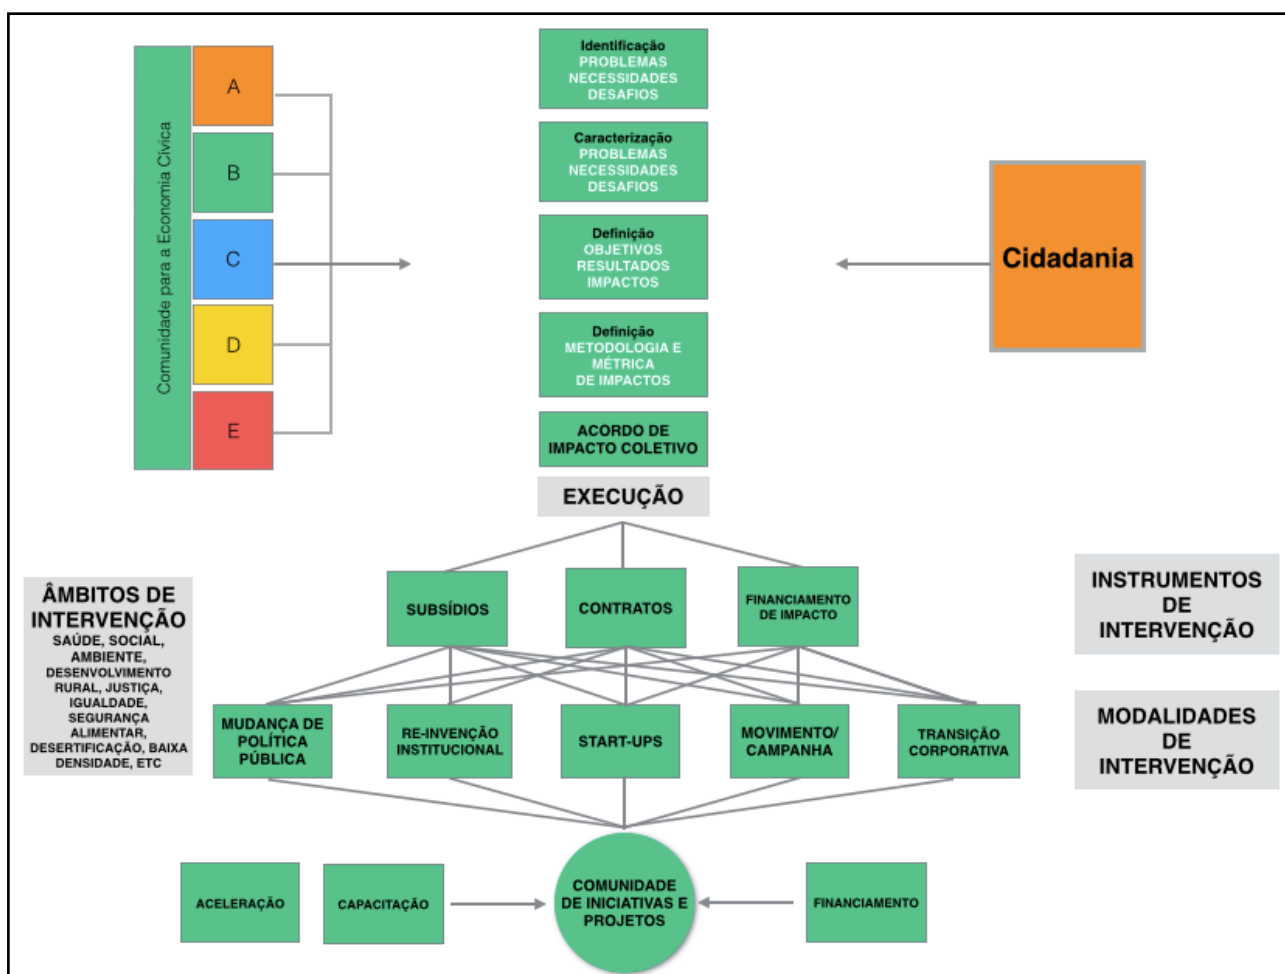 Comunidade para a Economia Cívica
A
B
C
D
E
Identificação
PROBLEMAS
NECESSIDADES
DESAFIOS
Caracterização
PROBLEMAS
NECESSIDADES
DESAFIOS
Definição
OBJETIVOS
RESULTADOS
IMPACTOS
Definição
METODOLOGIA E
MÉTRICA
DE IMPACTOS
ACORDO DE
IMPACTO COLETIVO
EXECUÇÃO
Cidadania
ÂMBITOS DE
INTERVENÇÃO
SAÚDE, SOCIAL,
AMBIENTE,
DESENVOLVIMENTO
RURAL, JUSTIÇA,
IGUALDADE,
SEGURANÇA
ALIMENTAR,
DESERTIFICAÇÃO, BAIXA
DENSIDADE, ETC
SUBSÍDIOS
CONTRATOS
FINANCIAMENTO
DE IMPACTO
INSTRUMENTOS
DE
INTERVENÇÃO
MUDANÇA DE
POLÍTICA
PÚBLICA
RE-INVENÇÃO
INSTITUCIONAL
START-UPS
MOVIMENTO/
CAMPANHA
TRANSIÇÃO
CORPORATIVA
MODALIDADES
DE
INTERVENÇÃO
ACELERAÇÃO
CAPACITAÇÃO
COMUNIDADE
DE INICIATIVAS E
PROJETOS
FINANCIAMENTO